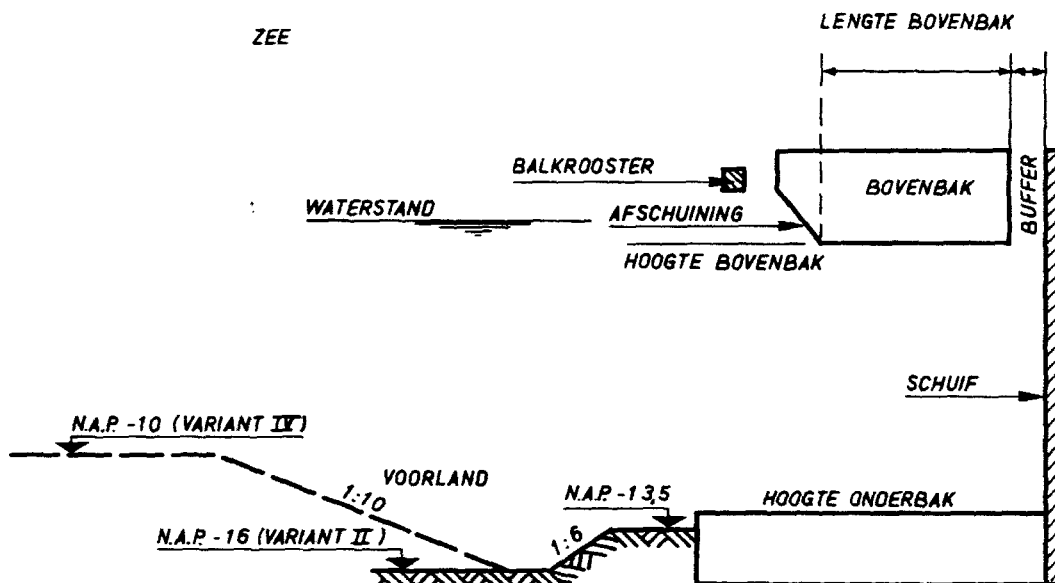 LENGTE BOVENBAK
ZEE
BALKROOSTER
BOVENBAK
BUFFER
WATERSTAND
AFSCHUINING
HOOGTE BOVENBAK
SCHUIF
N.A.P. -10 (VARIANT IV)
VOORLAND
1:10
N.A.P. -13,5
HOOGTE ONDERBAK
N.A.P. -16 (VARIANT II)
1:6